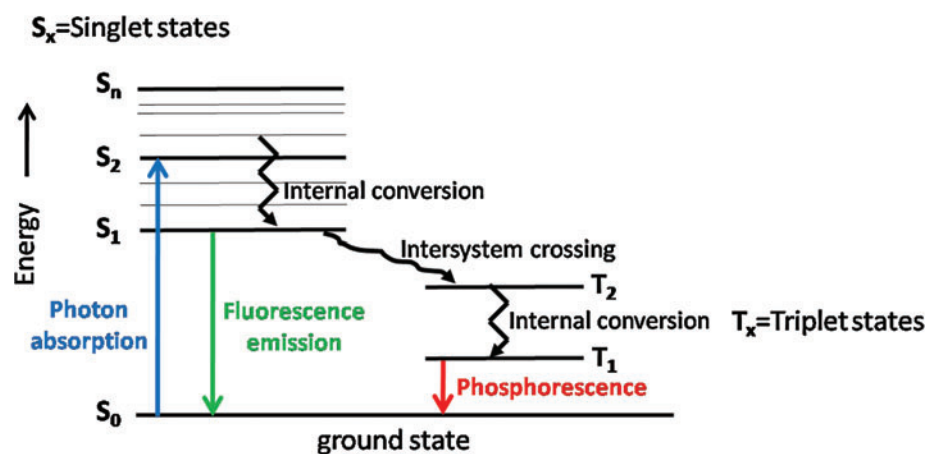 Sₓ=Singlet states
Sₙ
S₂
Internal conversion
S₁
Energy
Intersystem crossing
T₂
Photon
absorption
Fluorescence
emission
Internal conversion
Tₓ=Triplet states
T₁
Phosphorescence
S₀
ground state